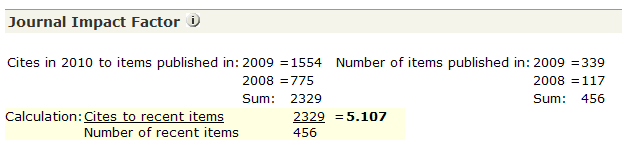 Journal Impact Factor i
Cites in 2010 to items published in: 2009 =1554 Number of items published in: 2009 =339
2008 =775 2008 =117
Sum: 2329 Sum: 456
Calculation: Cites to recent items 2329 =5.107
Number of recent items 456